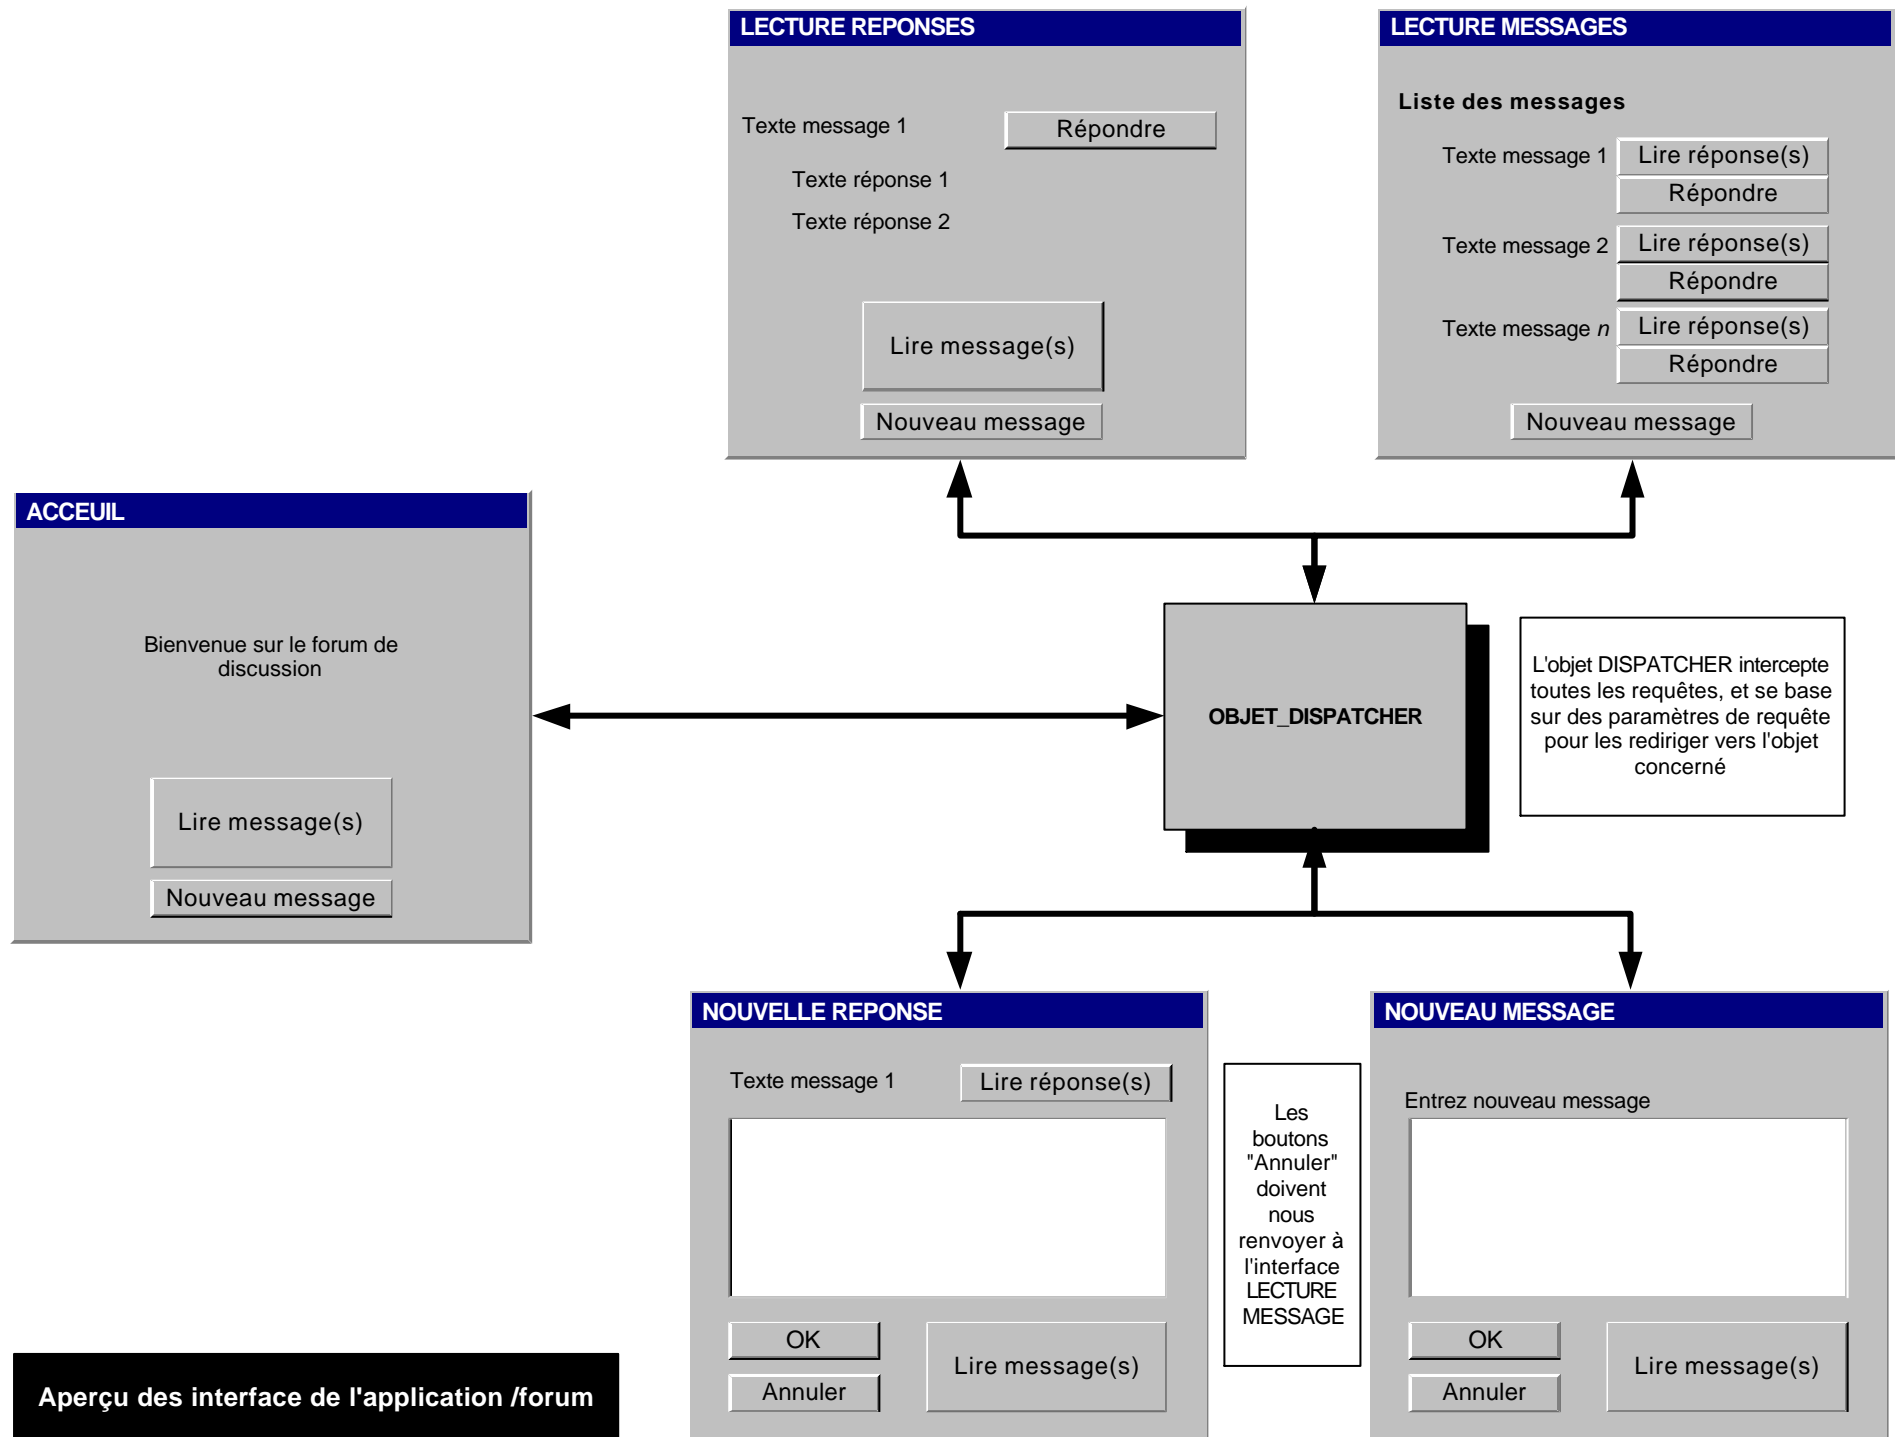 LECTURE REPONSES
Texte message 1
Répondre
Texte réponse 1
Texte réponse 2
Lire message(s)
Nouveau message
LECTURE MESSAGES
Liste des messages
Texte message 1
Lire réponse(s)
Répondre
Texte message 2
Lire réponse(s)
Répondre
Texte message n
Lire réponse(s)
Répondre
Nouveau message
ACCEUIL
Bienvenue sur le forum de
discussion
Lire message(s)
Nouveau message
OBJET_DISPATCHER
L'objet DISPATCHER intercepte
toutes les requêtes, et se base
sur des paramètres de requête
pour les rediriger vers l'objet
concerné
NOUVELLE REPONSE
Texte message 1
Lire réponse(s)
OK
Annuler
Lire message(s)
Les
boutons
"Annuler"
doivent
nous
renvoyer à
l'interface
LECTURE
MESSAGE
NOUVEAU MESSAGE
Entrez nouveau message
OK
Annuler
Lire message(s)
Aperçu des interface de l'application /forum